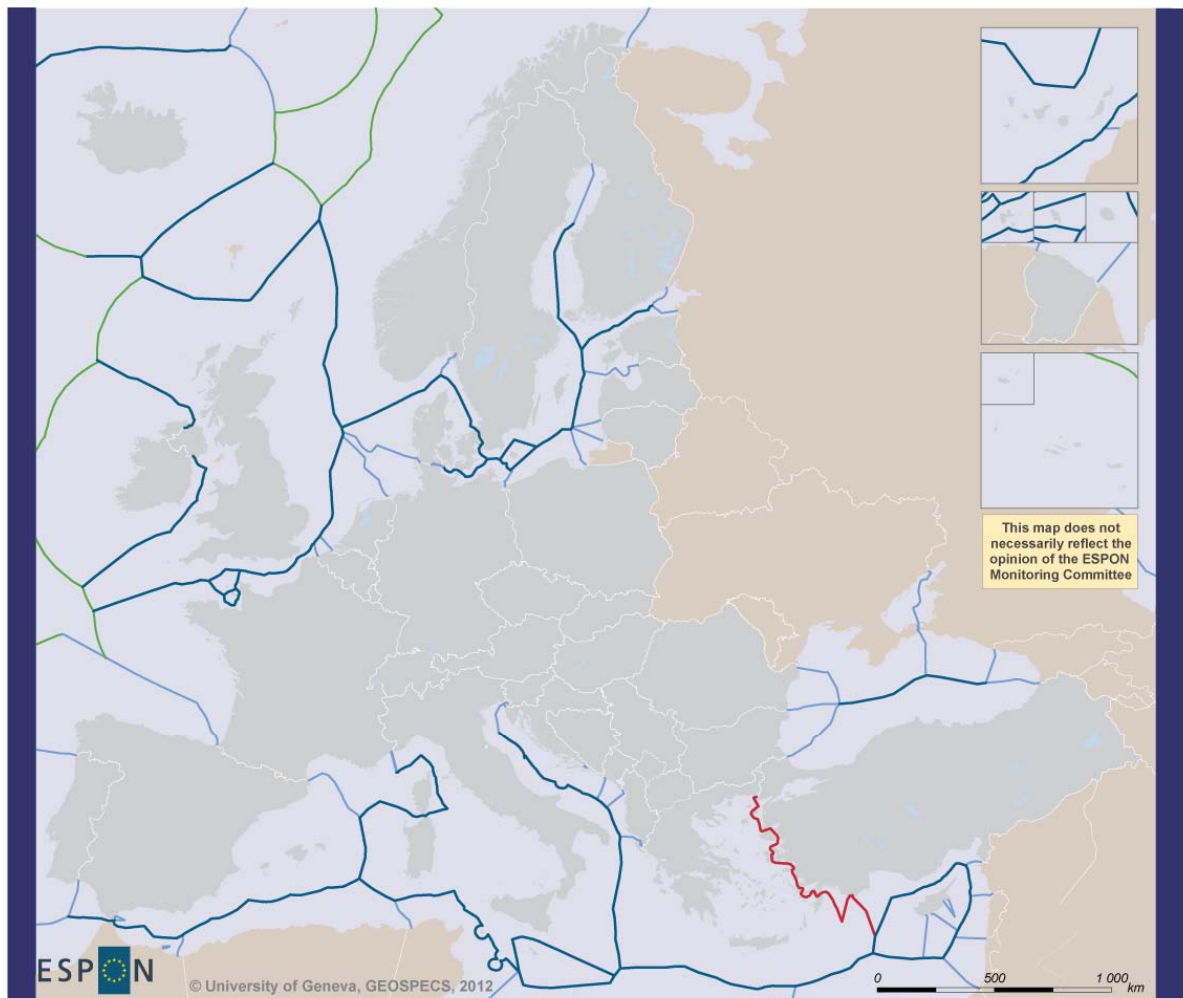 This map does not
necessarily reflect the
opinion of the ESPON
Monitoring Committee
ESPON
© University of Geneva, GEOSPECS, 2012
0 500 1 000
km